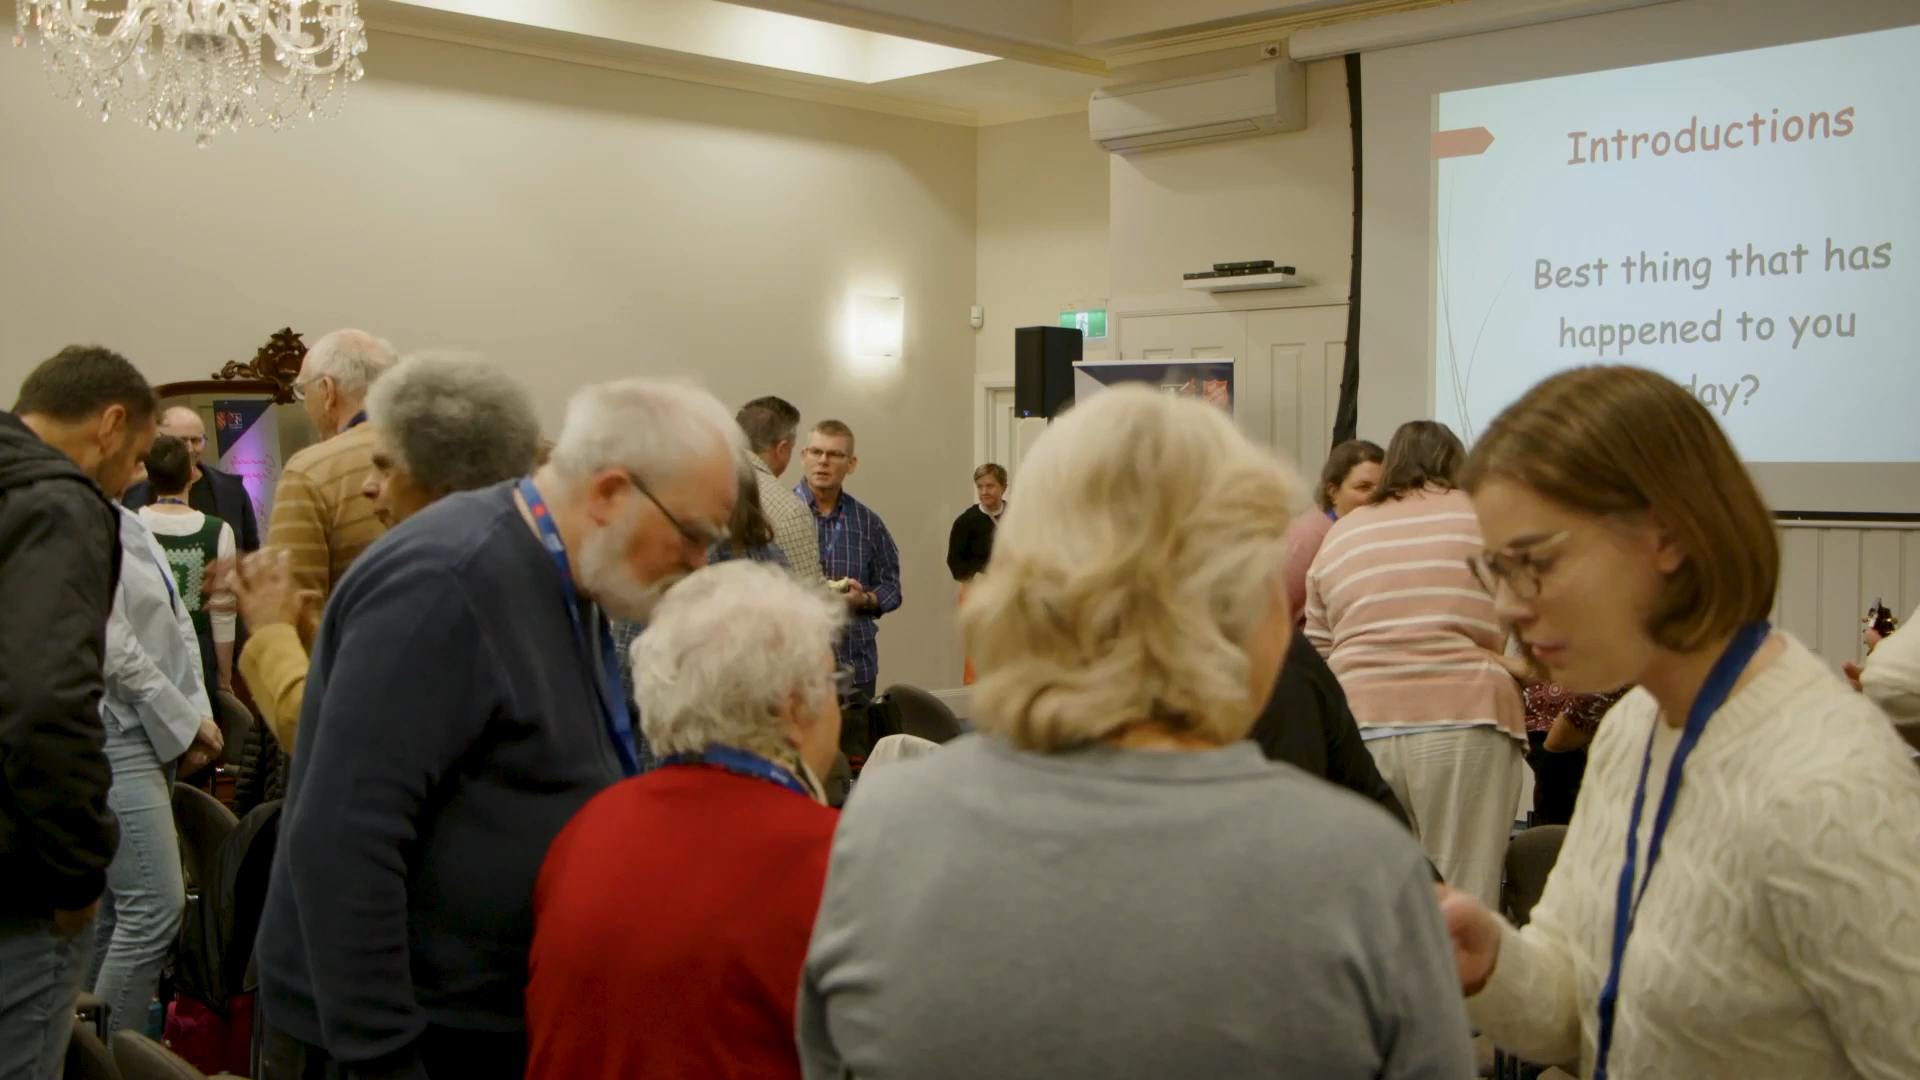 Introductions
Best thing that has
happened to you
day?